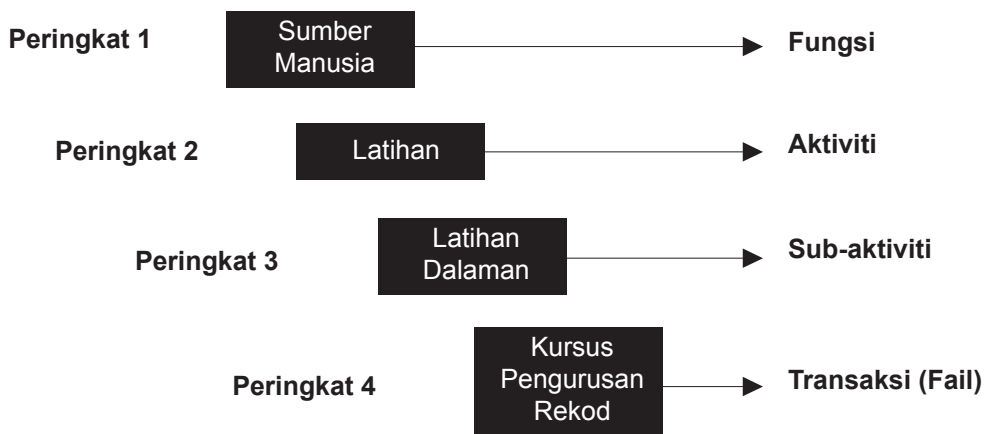 Peringkat 1
Sumber
Manusia
Fungsi
Peringkat 2
Latihan
Aktiviti
Peringkat 3
Latihan
Dalaman
Sub-aktiviti
Peringkat 4
Kursus
Pengurusan
Rekod
Transaksi (Fail)